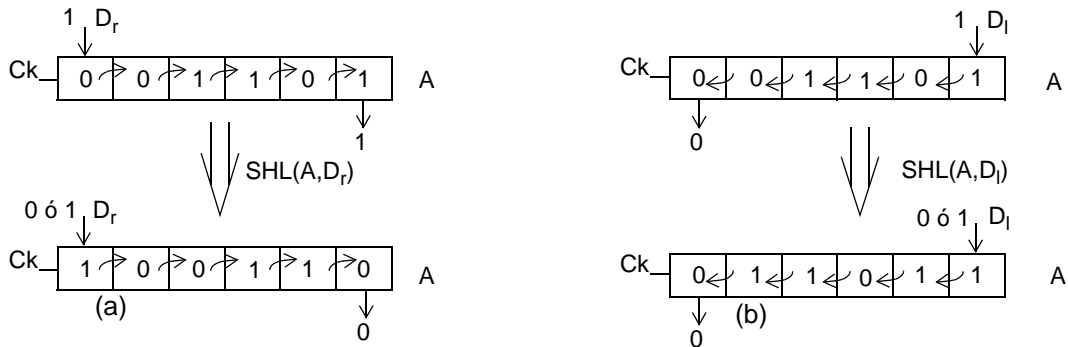 1 Dr
Ck 0 0 1 1 0 1 A
1
SHL(A,Dr)
0 ó 1 Dr
Ck 1 0 0 1 1 0 A
(a)
0
1 Dl
Ck 0 0 1 1 0 1 A
0
SHL(A,Dl)
0 ó 1 Dl
Ck 0 1 1 0 1 1 A
0 (b)